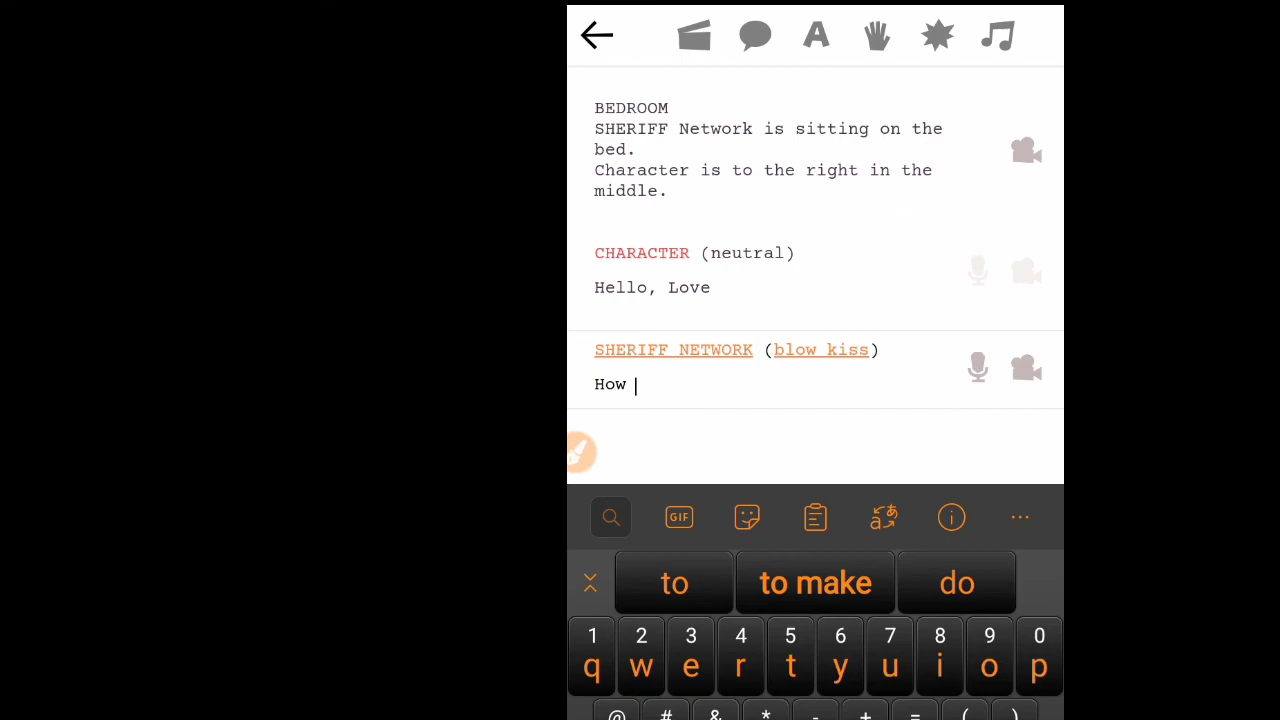 A
BEDROOM
SHERIFF Network is sitting on the
bed.
Character is to the right in the
middle.
CHARACTER (neutral)
Hello, Love
SHERIFF NETWORK (blow kiss)
How
GIF
aあ
i
...
to to make do
1 2 3 4 5 6 7 8 9 0
q w e r t y u i o p
@ # & * - + = ( )